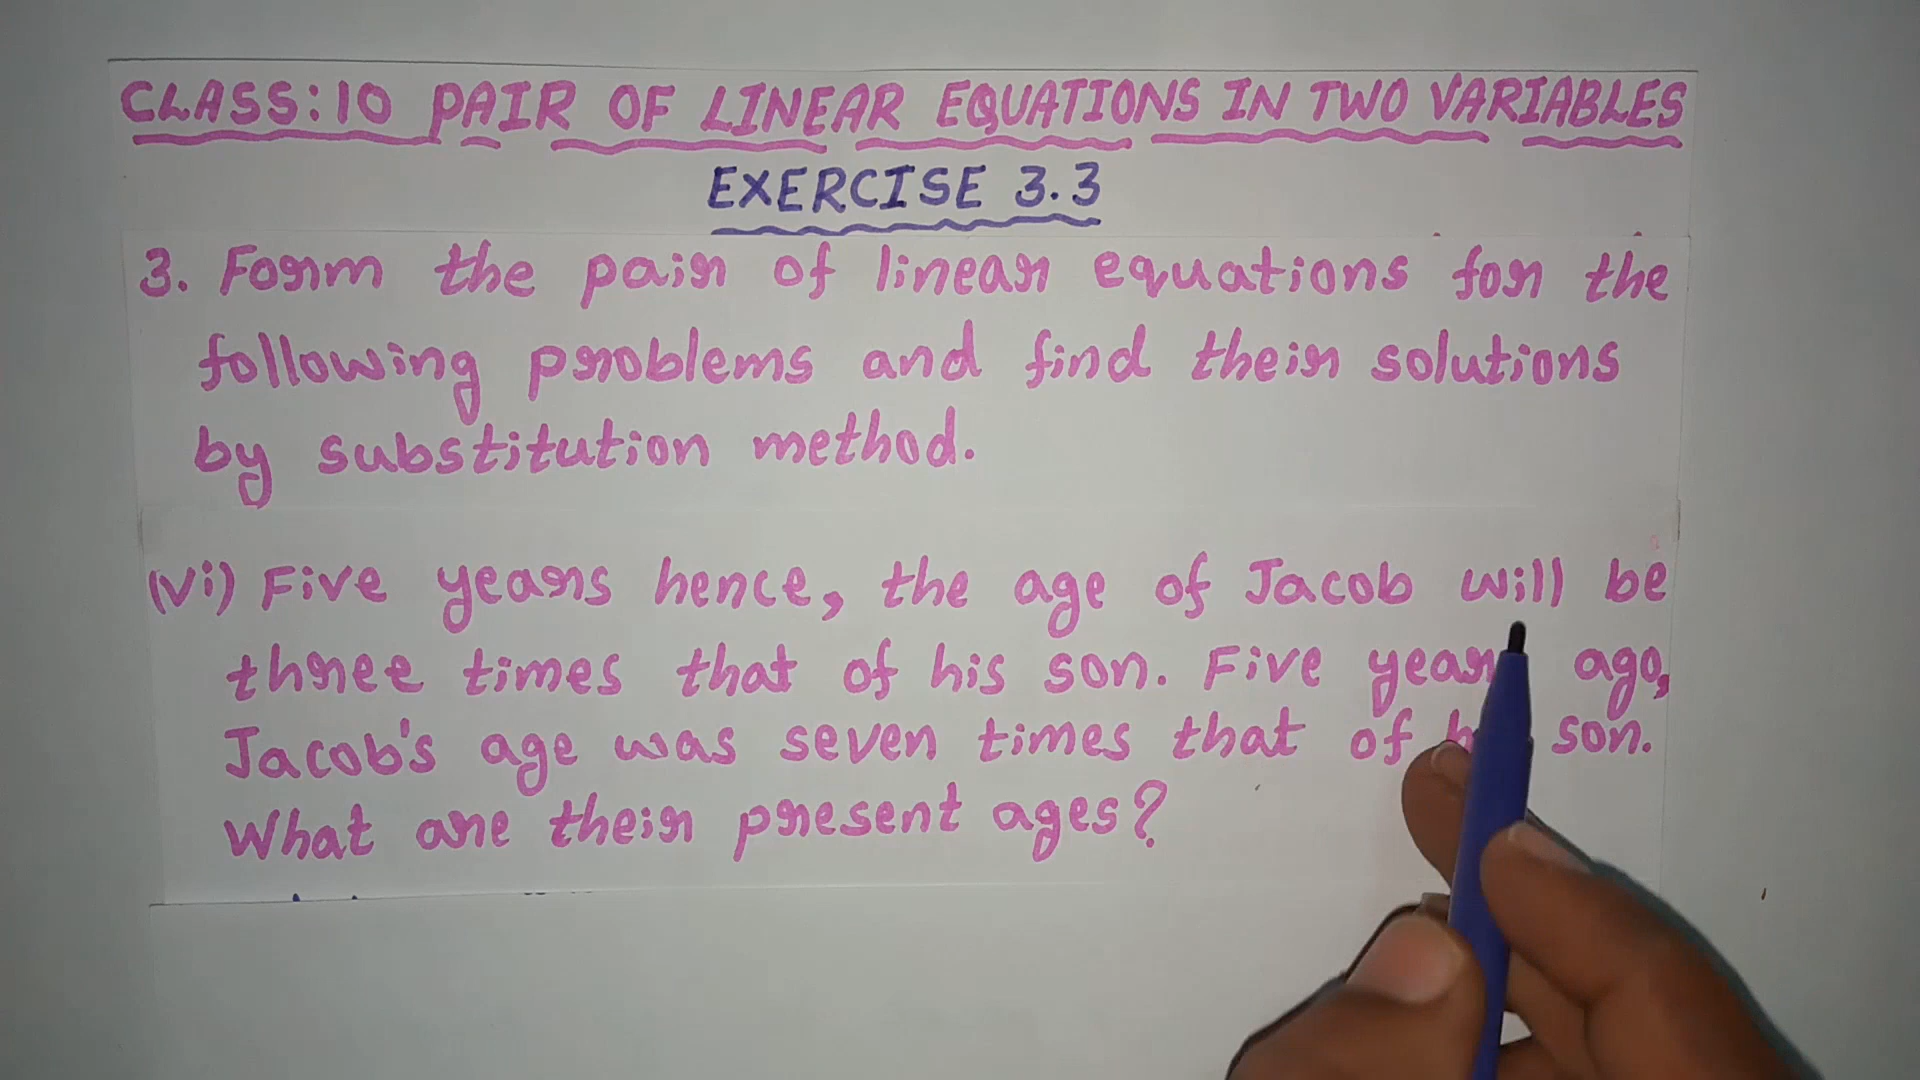 CLASS:10 PAIR OF LINEAR EQUATIONS IN TWO VARIABLES
EXERCISE 3.3
3. Form the pair of linear equations for the
following problems and find their solutions
by substitution method.
(vi) Five years hence, the age of Jacob will be
three times that of his son. Five years ago,
Jacob's age was seven times that of son.
What are their present ages?